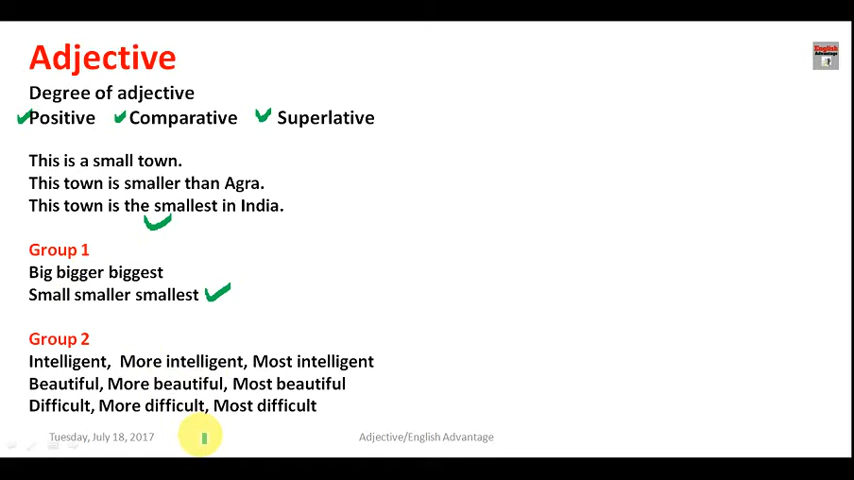 Adjective
English
Advantage
Degree of adjective
Positive Comparative Superlative
This is a small town.
This town is smaller than Agra.
This town is the smallest in India.
Group 1
Big bigger biggest
Small smaller smallest
Group 2
Intelligent, More intelligent, Most intelligent
Beautiful, More beautiful, Most beautiful
Difficult, More difficult, Most difficult
Tuesday, July 18, 2017
Adjective/English Advantage